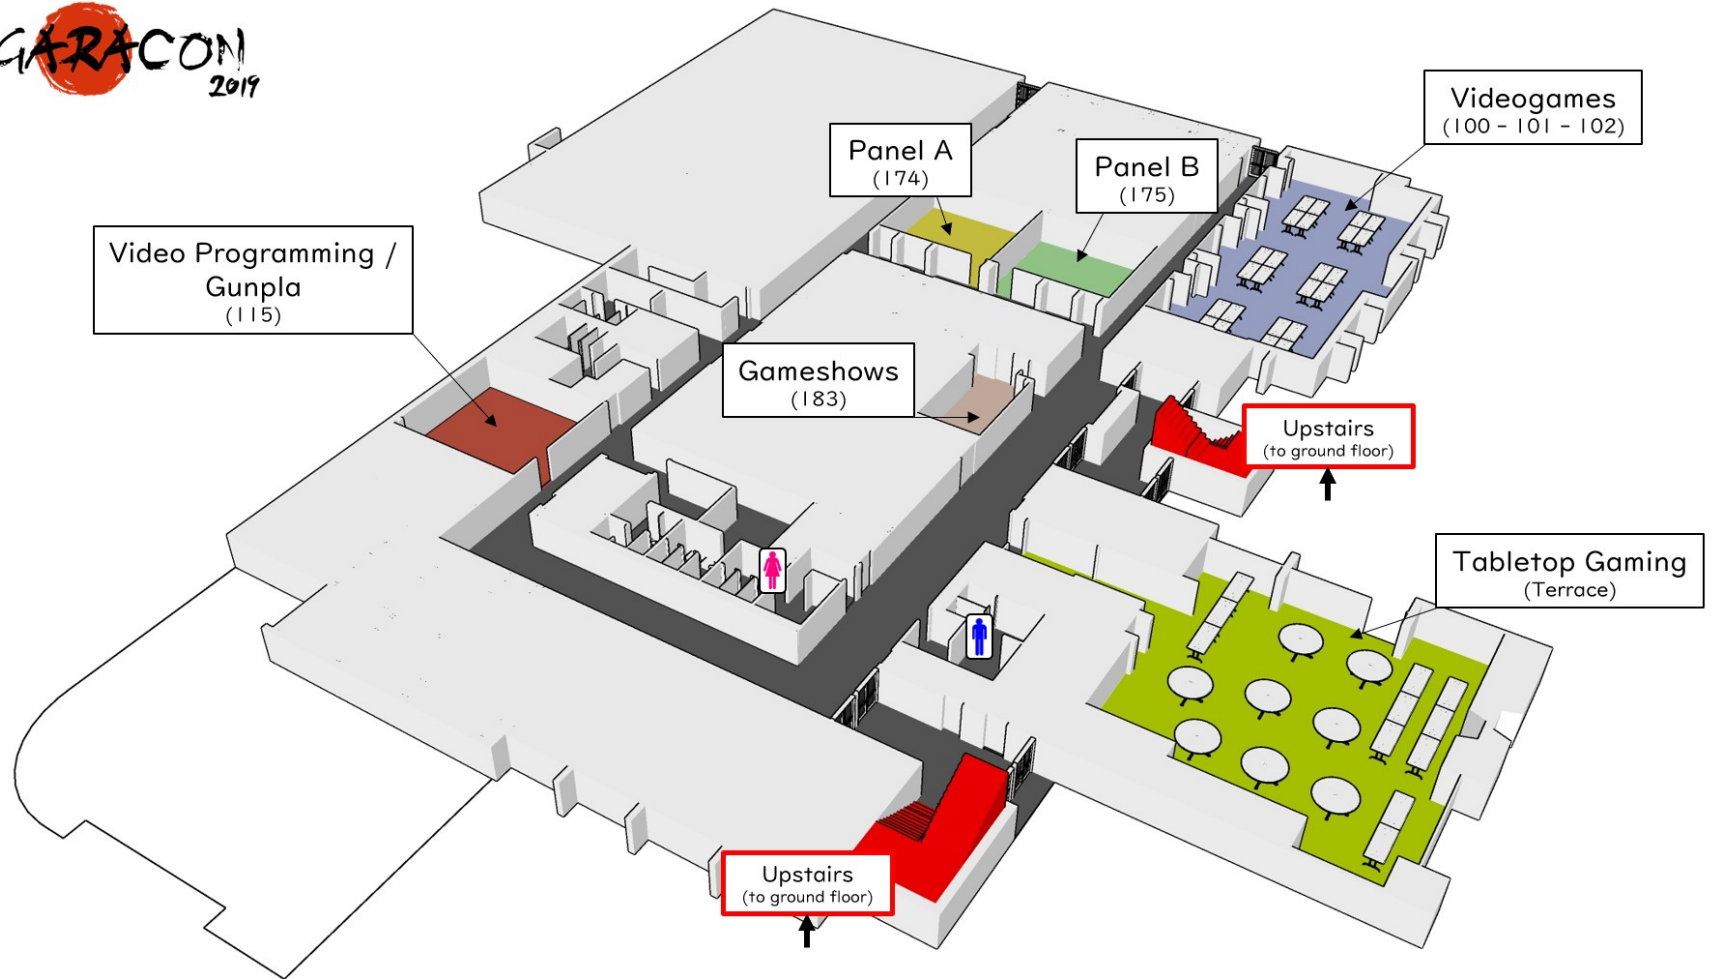 GARACON
2019
Panel A
(174)
Panel B
(175)
Videogames
(100 - 101 - 102)
Video Programming /
Gunpla
(115)
Gameshows
(183)
Upstairs
(to ground floor)
Tabletop Gaming
(Terrace)
Upstairs
(to ground floor)